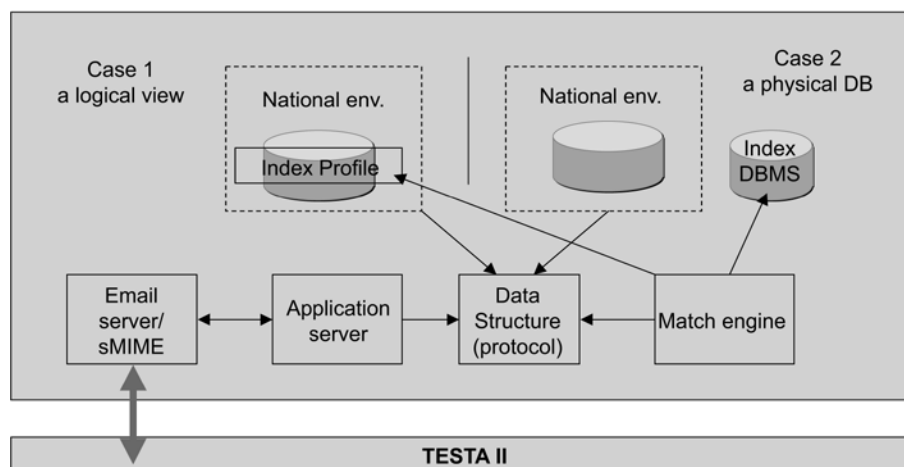 Case 1
a logical view
National env.
Index Profile
National env.
Case 2
a physical DB
Index
DBMS
Email
server/
sMIME
Application
server
Data
Structure
(protocol)
Match engine
TESTA II